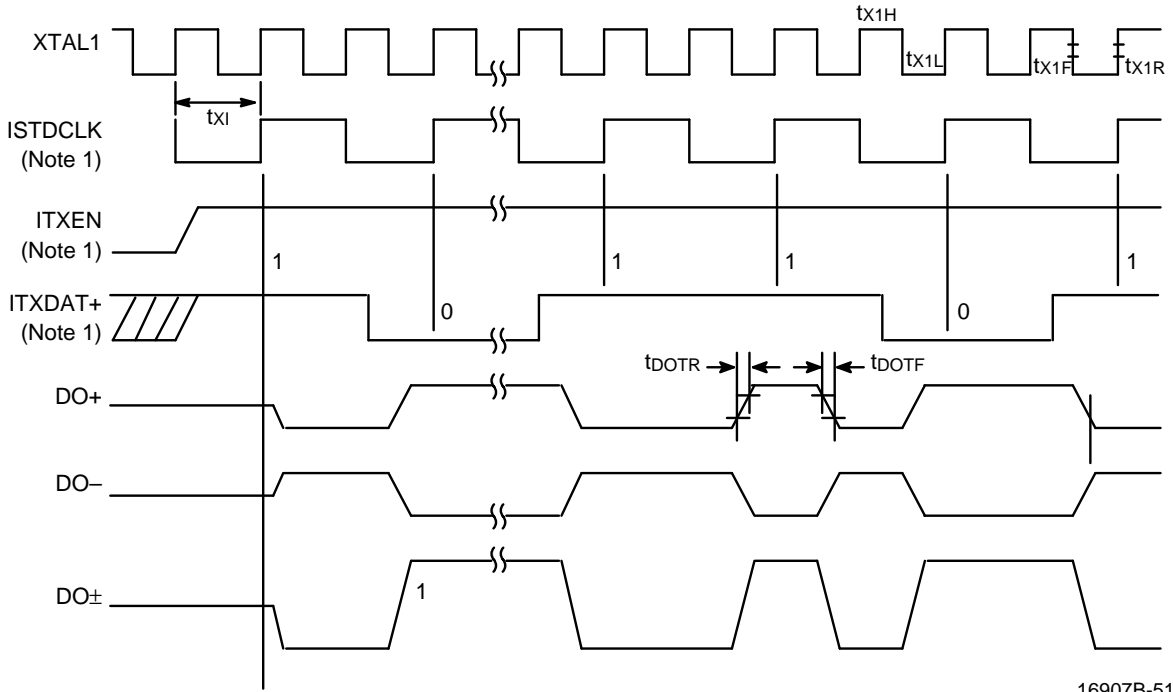 tX1H
XTAL1
tX1L
tX1F
tX1R
tXI
ISTDCLK
(Note 1)
ITXEN
(Note 1)
1
1
1
1
ITXDAT+
(Note 1)
0
0
tDOTR
tDOTF
DO+
DO–
DO±
1
16907B-51